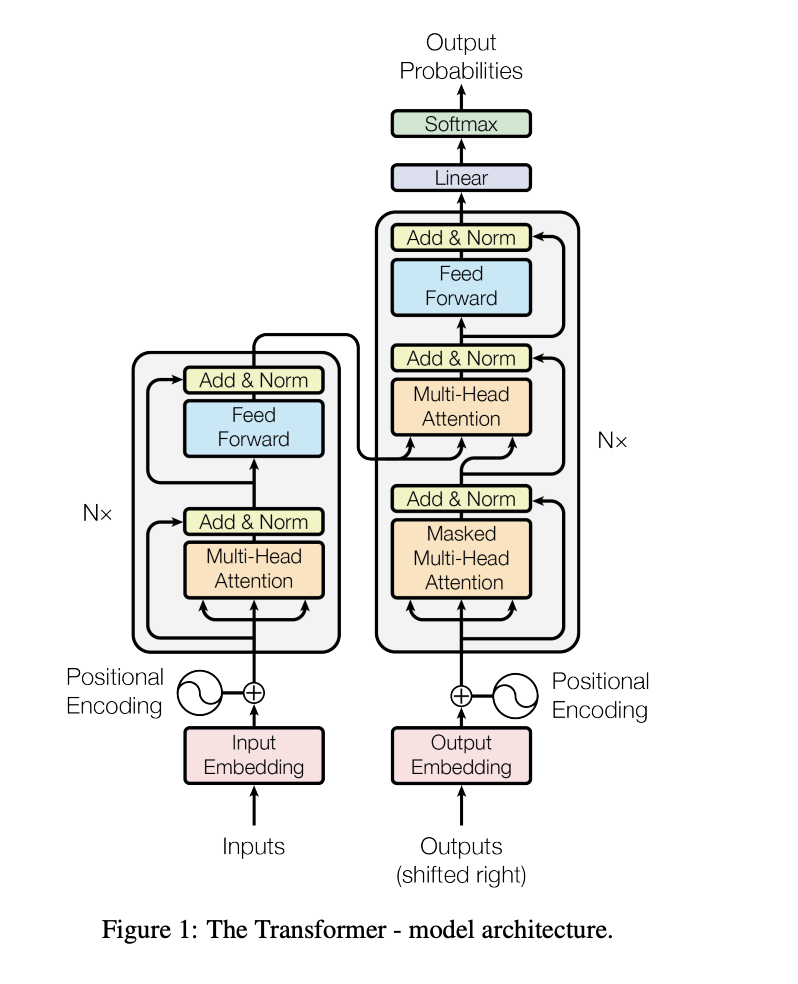 Output
Probabilities
Softmax
Linear
Add & Norm
Feed
Forward
Add & Norm
Multi-Head
Attention
Add & Norm
Masked
Multi-Head
Attention
N×
Add & Norm
Feed
Forward
Add & Norm
Multi-Head
Attention
N×
Positional
Encoding
Positional
Encoding
Input
Embedding
Output
Embedding
Inputs
Outputs
(shifted right)
Figure 1: The Transformer - model architecture.